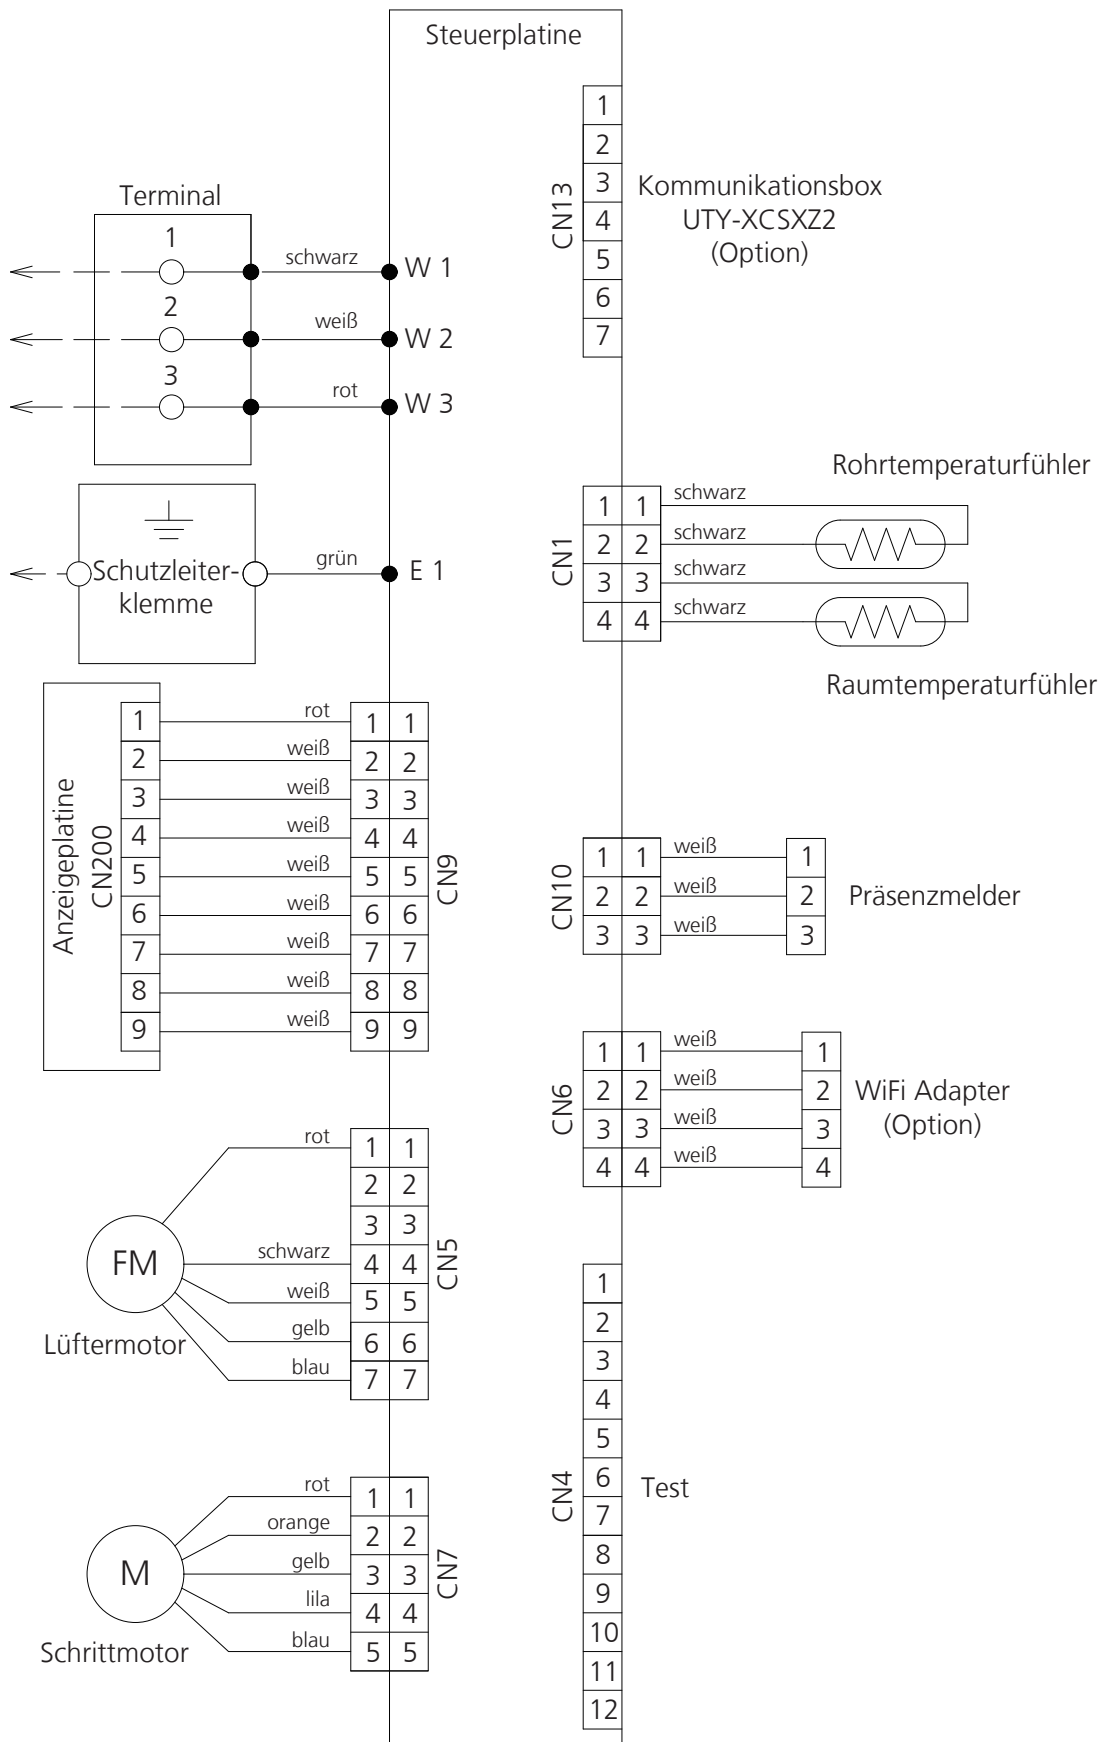 Steuerplatine
Terminal
1
schwarz
W 1
2
weiß
W 2
3
rot
W 3
Schutzleiter-
klemme
grün
E 1
Anzeigeplatine
CN200
1 rot 1 1
2 weiß 2 2
3 weiß 3 3
4 weiß 4 4
5 weiß 5 5
6 weiß 6 6
7 weiß 7 7
8 weiß 8 8
9 weiß 9 9
CN9
FM
Lüftermotor
rot 1 1
2 2
3 3
schwarz 4 4
weiß 5 5
gelb 6 6
blau 7 7
CN5
M
Schrittmotor
rot 1 1
orange 2 2
gelb 3 3
lila 4 4
blau 5 5
CN7
CN13
1
2
3
4
5
6
7
Kommunikationsbox
UTY-XCSXZ2
(Option)
Rohrtemperaturfühler
CN1
1 1 schwarz
2 2 schwarz
3 3 schwarz
4 4 schwarz
Raumtemperaturfühler
CN10
1 1 weiß 1
2 2 weiß 2
3 3 weiß 3
Präsenzmelder
CN6
1 1 weiß 1
2 2 weiß 2
3 3 weiß 3
4 4 weiß 4
WiFi Adapter
(Option)
CN4
1
2
3
4
5
6
7
8
9
10
11
12
Test